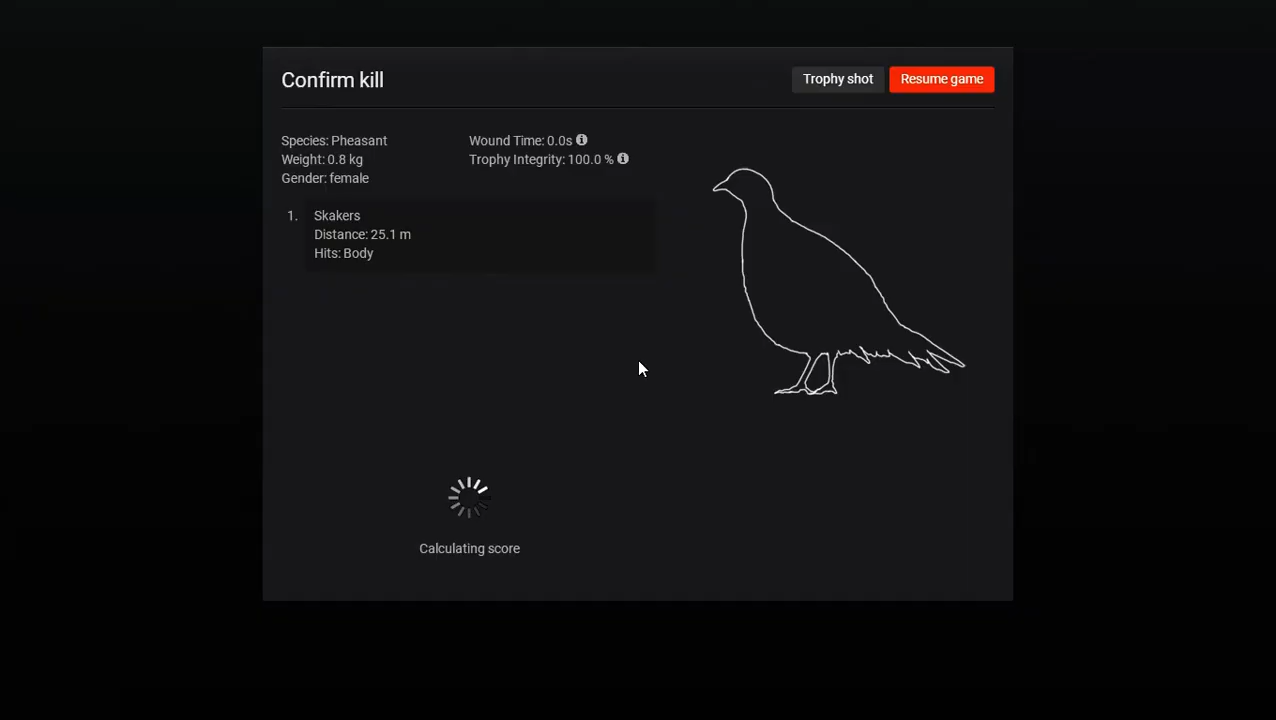 Confirm kill
Trophy shot
Resume game
Species: Pheasant
Weight: 0.8 kg
Gender: female
Wound Time: 0.0s
Trophy Integrity: 100.0 %
1. Skakers
Distance: 25.1 m
Hits: Body
Calculating score